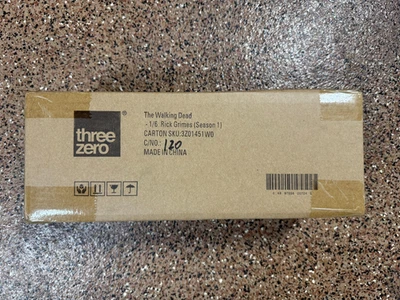 three
zero
The Walking Dead
- 1/6 Rick Grimes (Season 1)
CARTON SKU:3Z01451W0
C/NO: 120
MADE IN CHINA